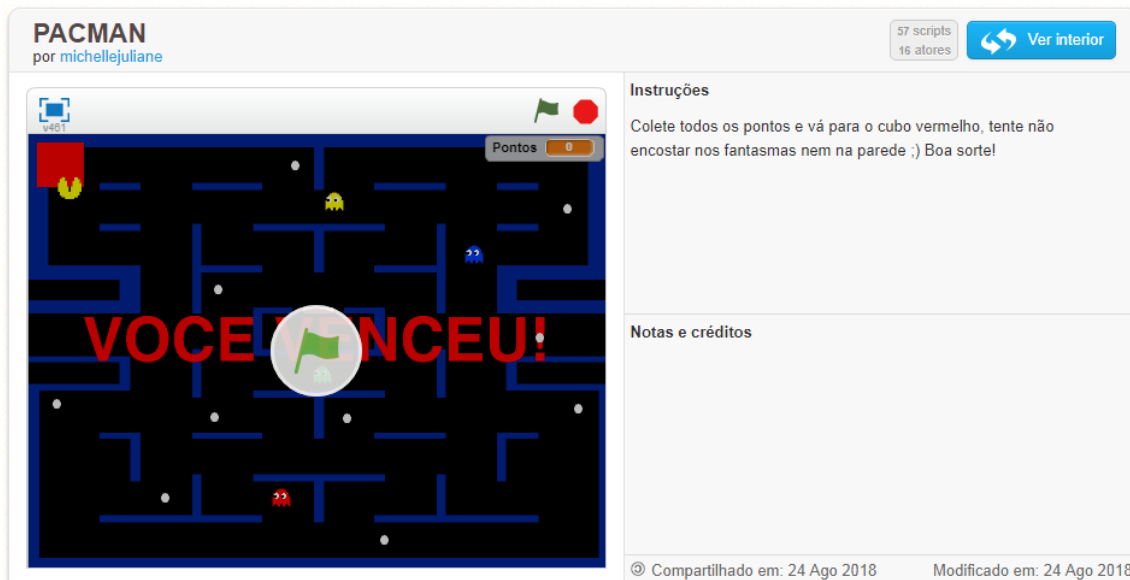 PACMAN
por michellejuliane
57 scripts
16 atores
Ver interior
v461
Pontos 0
VOCE VENCEU!
Instruções
Colete todos os pontos e vá para o cubo vermelho, tente não
encostar nos fantasmas nem na parede ;) Boa sorte!
Notas e créditos
Compartilhado em: 24 Ago 2018
Modificado em: 24 Ago 2018